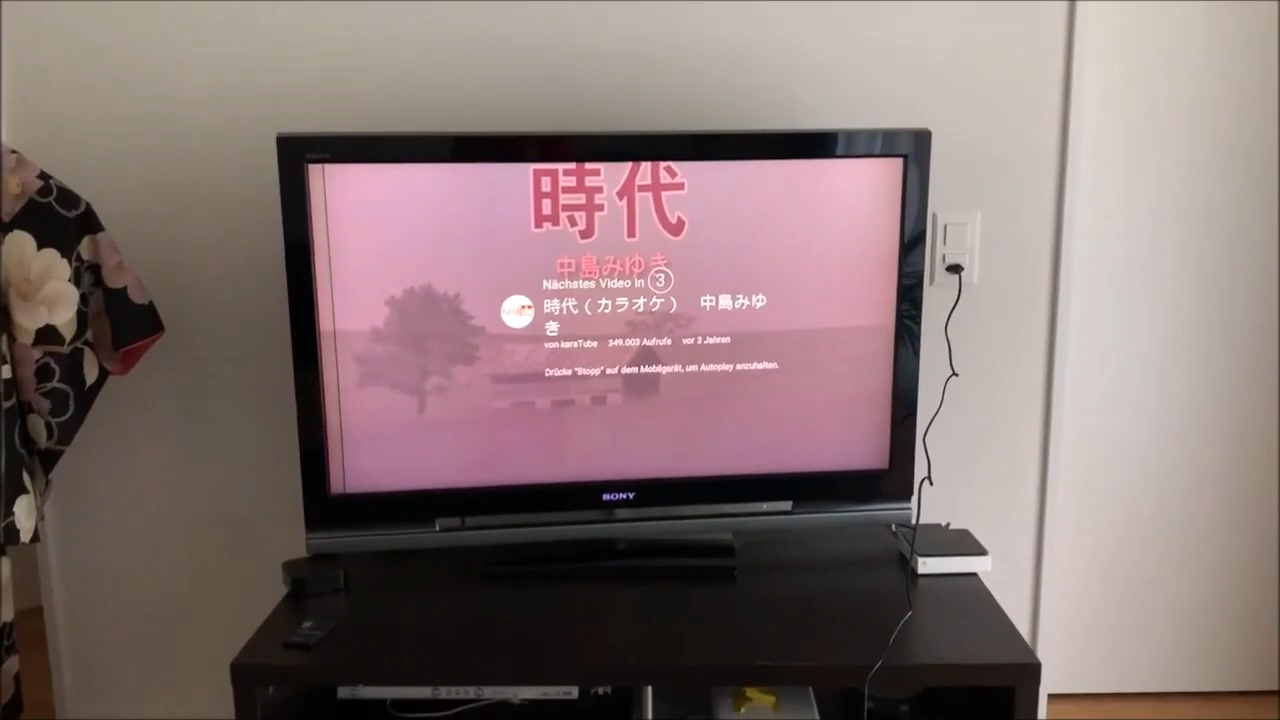 時代
中島みゆき
Nächstes Video in 3
時代（カラオケ） 中島みゆ
き
von karaTube 349.003 Aufrufe vor 3 Jahren
Drücke "Stopp" auf dem Mobilgerät, um Autoplay anzuhalten.
SONY